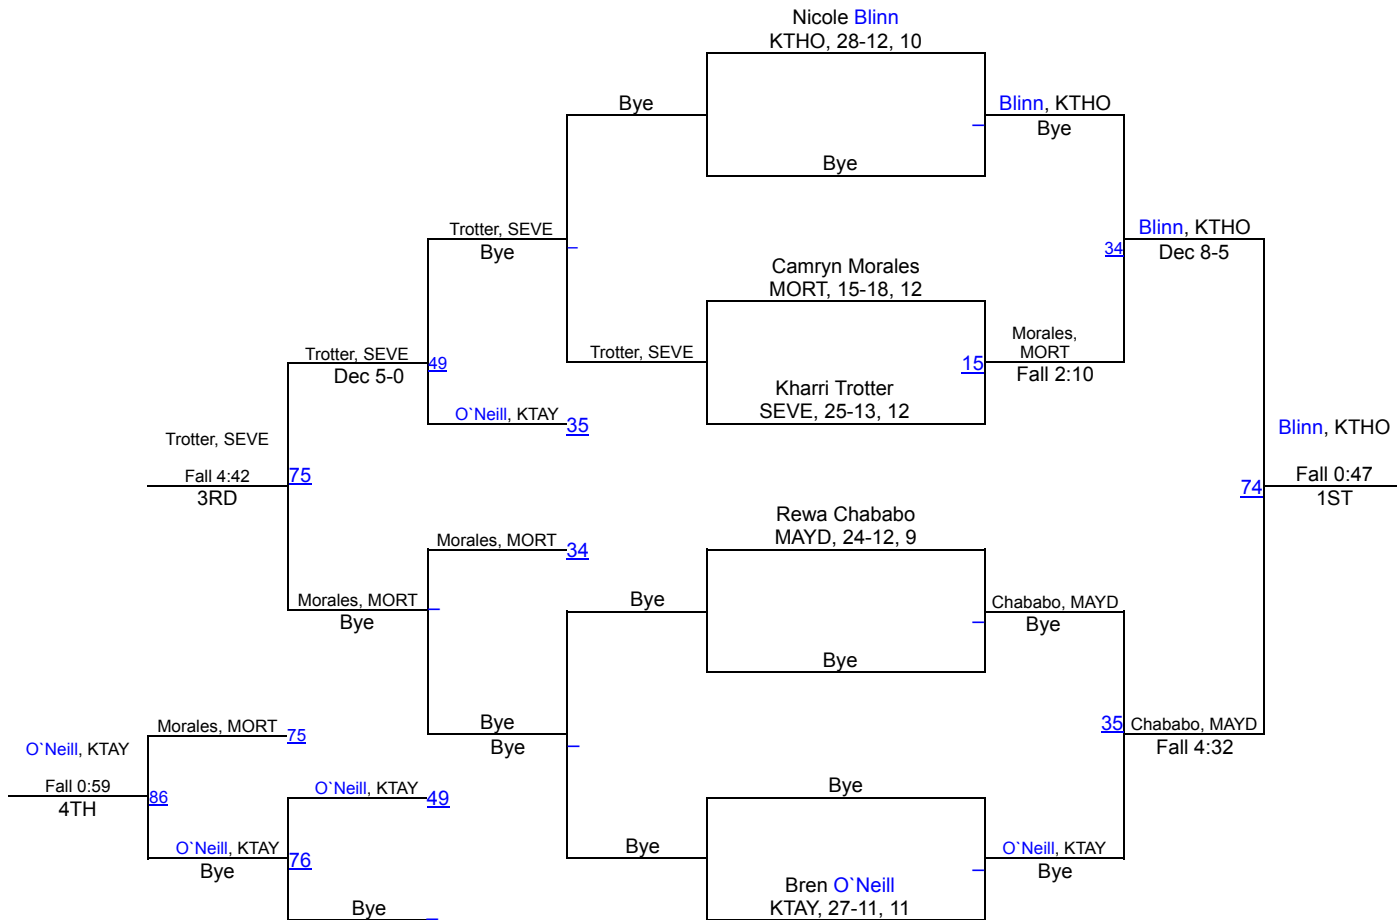 Nicole Blinn
KTHO, 28-12, 10
Bye
Blinn, KTHO
Bye
Bye
Trotter, SEVE
Bye
Blinn, KTHO
34
Dec 8-5
Camryn Morales
MORT, 15-18, 12
Trotter, SEVE
Dec 5-0
49
Trotter, SEVE
Morales,
MORT
15
Fall 2:10
Kharri Trotter
SEVE, 25-13, 12
O`Neill, KTAY
35
Trotter, SEVE
Fall 4:42
3RD
75
Blinn, KTHO
74
Fall 0:47
1ST
Rewa Chababo
MAYD, 24-12, 9
Morales, MORT
34
Morales, MORT
Bye
Bye
Chababo, MAYD
Bye
Bye
Bye
Bye
35
Chababo, MAYD
Fall 4:32
Morales, MORT
75
O`Neill, KTAY
Fall 0:59
4TH
86
O`Neill, KTAY
49
Bye
O`Neill, KTAY
Bye
76
Bye
O`Neill, KTAY
Bye
Bren O`Neill
KTAY, 27-11, 11
Bye